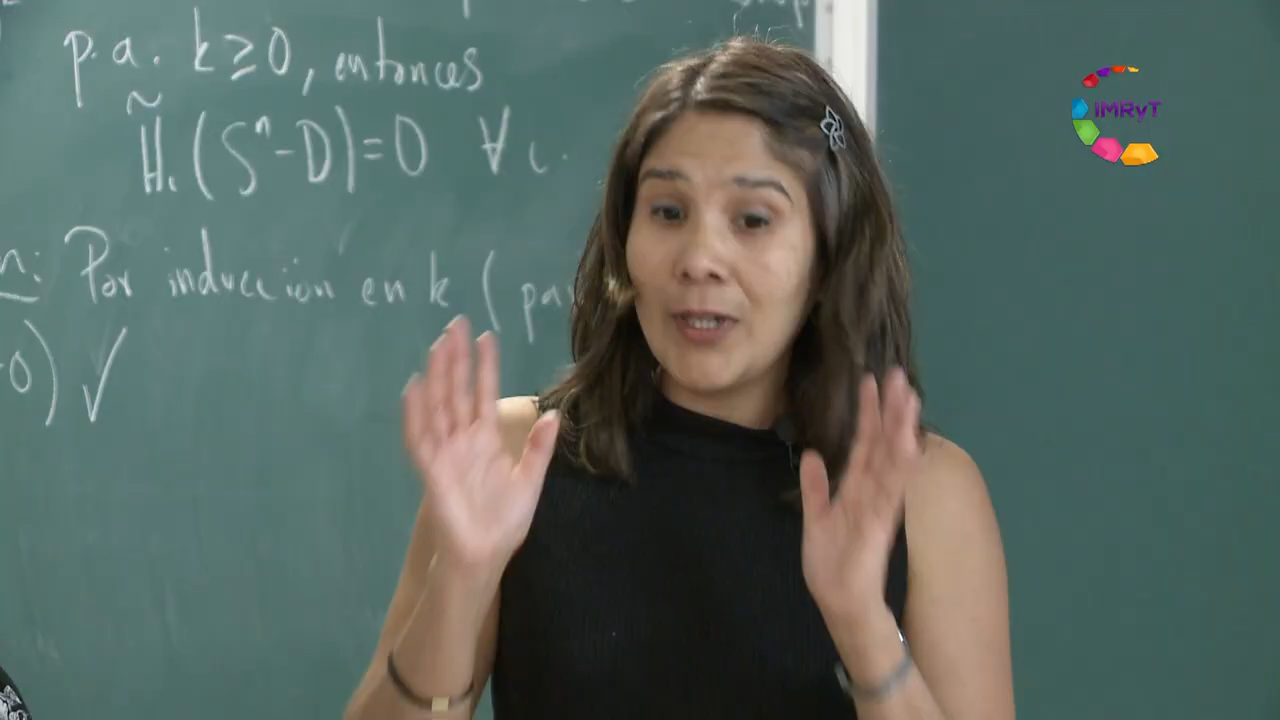 p.a. k≥0, entonces
H̃ᵢ(Sⁿ-D)=0 ∀ i.
n: Por inducción en k (pa
0) ✓
IMRyT